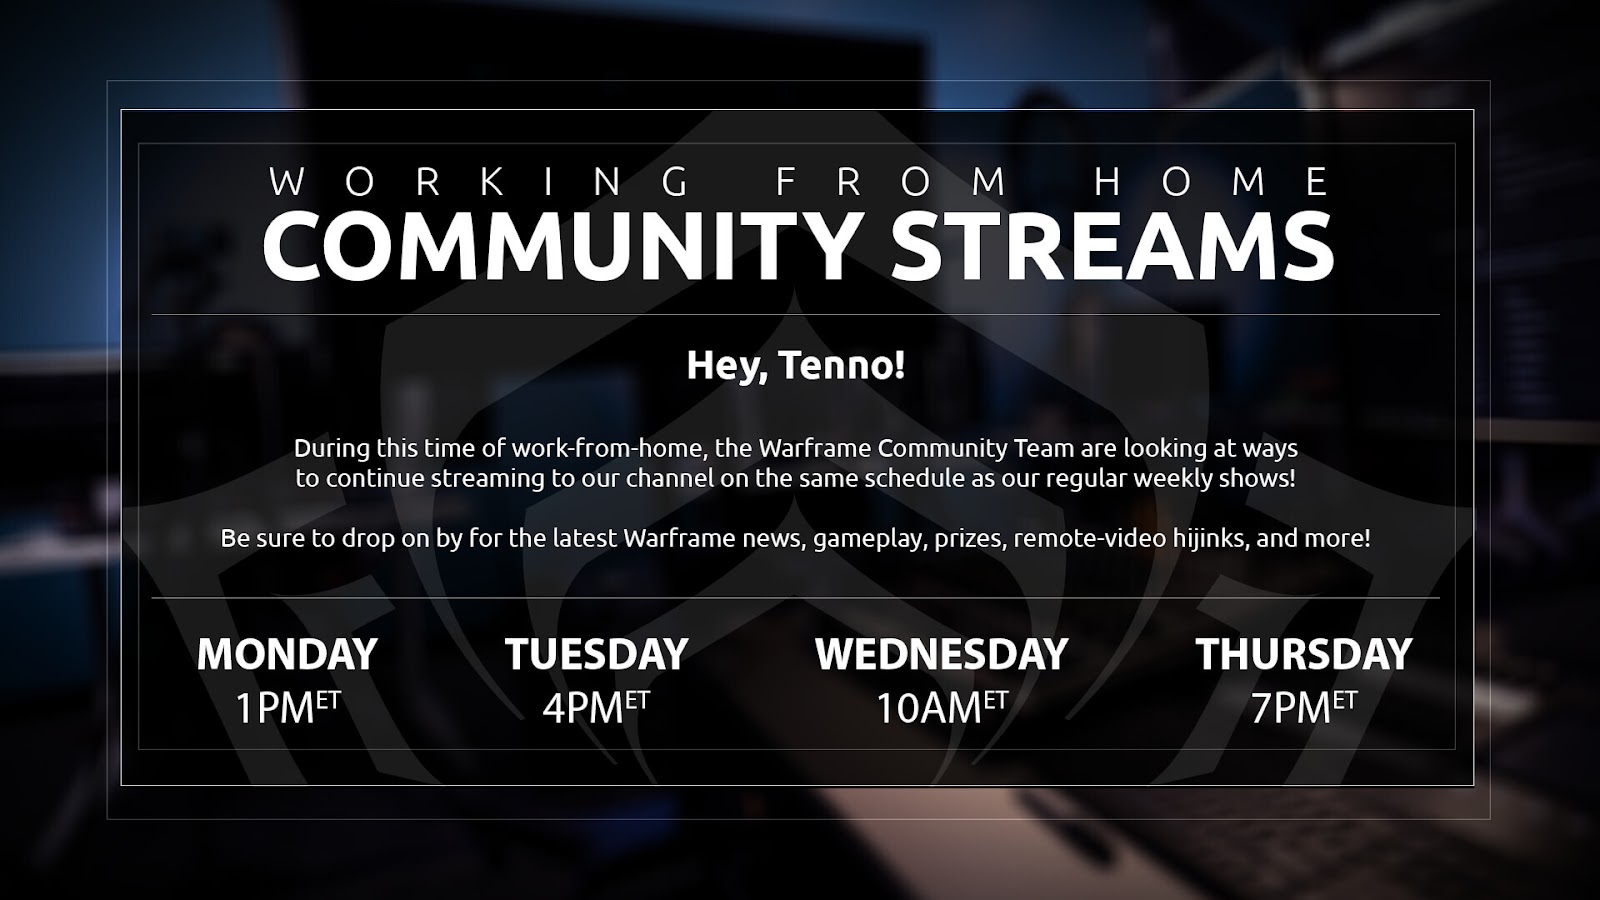 WORKING FROM HOME
COMMUNITY STREAMS
Hey, Tenno!
During this time of work-from-home, the Warframe Community Team are looking at ways
to continue streaming to our channel on the same schedule as our regular weekly shows!
Be sure to drop on by for the latest Warframe news, gameplay, prizes, remote-video hijinks, and more!
MONDAY TUESDAY WEDNESDAY THURSDAY
1PMET 4PMET 10AMET 7PMET